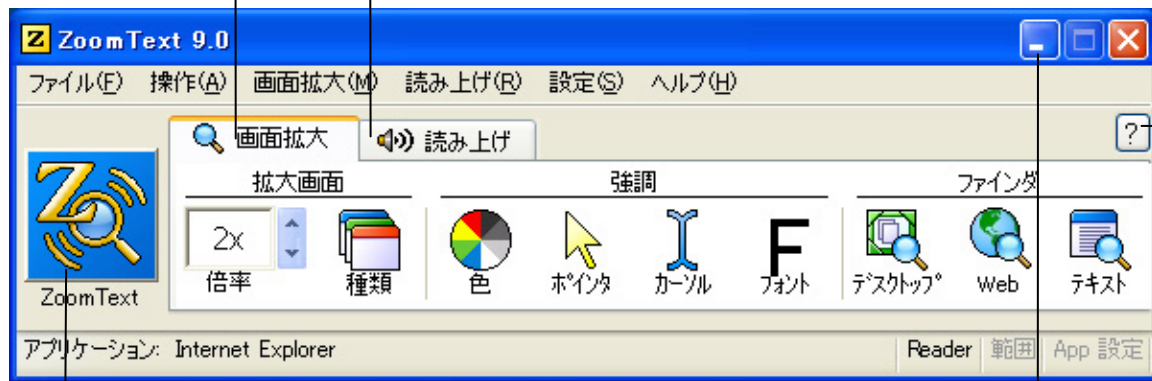 ZoomText 9.0
ファイル(F) 操作(A) 画面拡大(M) 読み上げ(R) 設定(S) ヘルプ(H)
画面拡大 読み上げ ?
拡大画面 強調 ファインダ
2x
倍率 種類 色 ポインタ カーソル フォント デスクトップ Web テキスト
ZoomText
アプリケーション: Internet Explorer Reader 範囲 App 設定